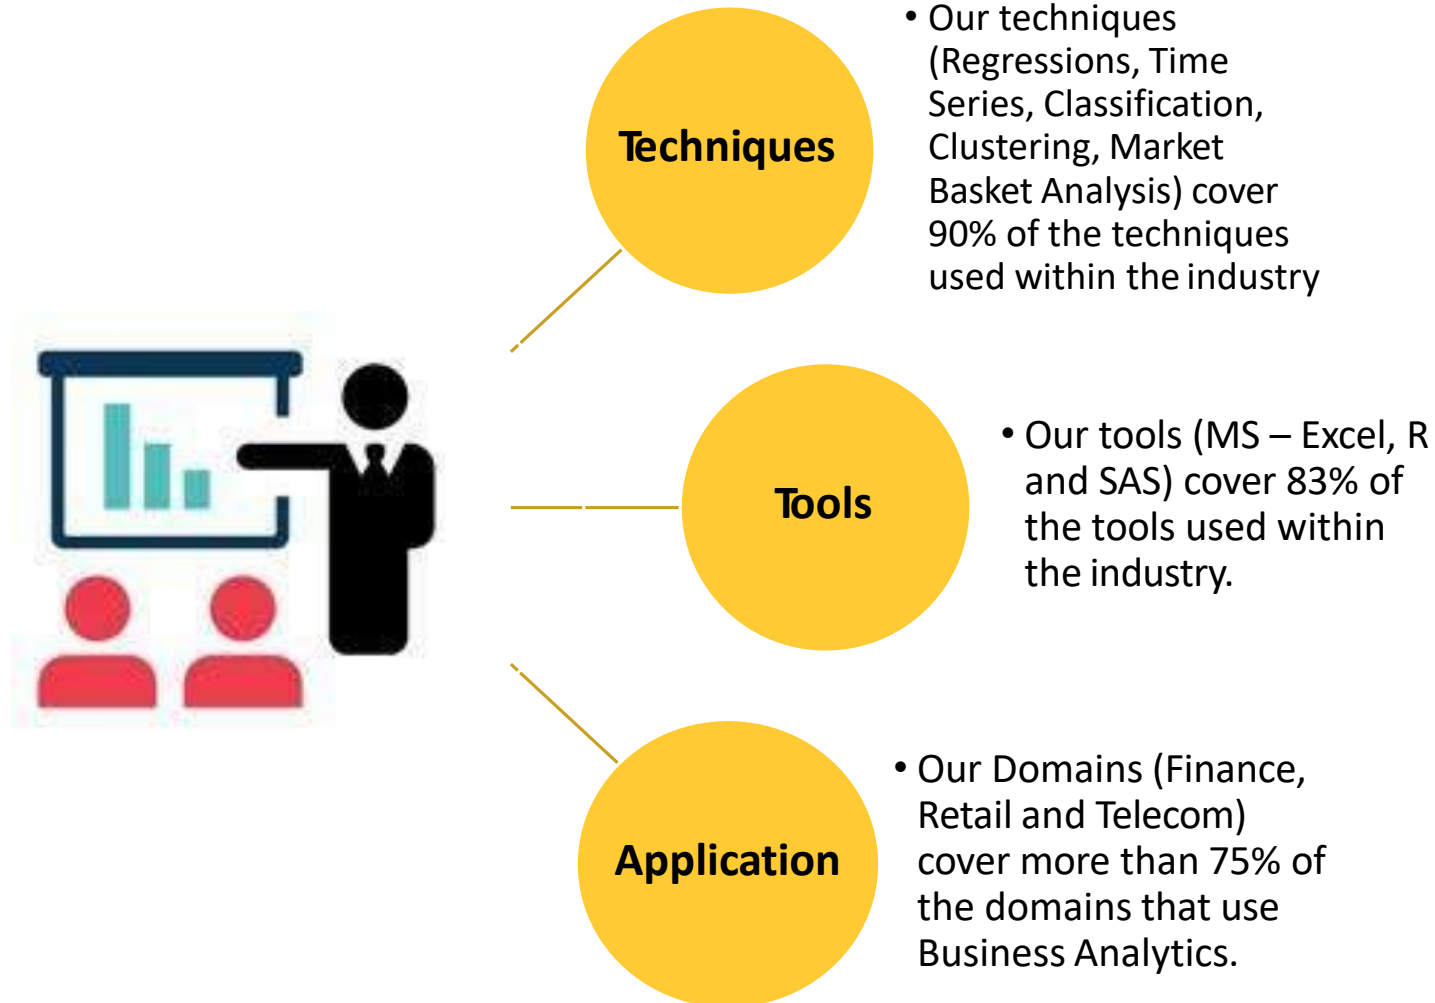 Techniques
• Our techniques
(Regressions, Time
Series, Classification,
Clustering, Market
Basket Analysis) cover
90% of the techniques
used within the industry
Tools
• Our tools (MS – Excel, R
and SAS) cover 83% of
the tools used within
the industry.
Application
• Our Domains (Finance,
Retail and Telecom)
cover more than 75% of
the domains that use
Business Analytics.